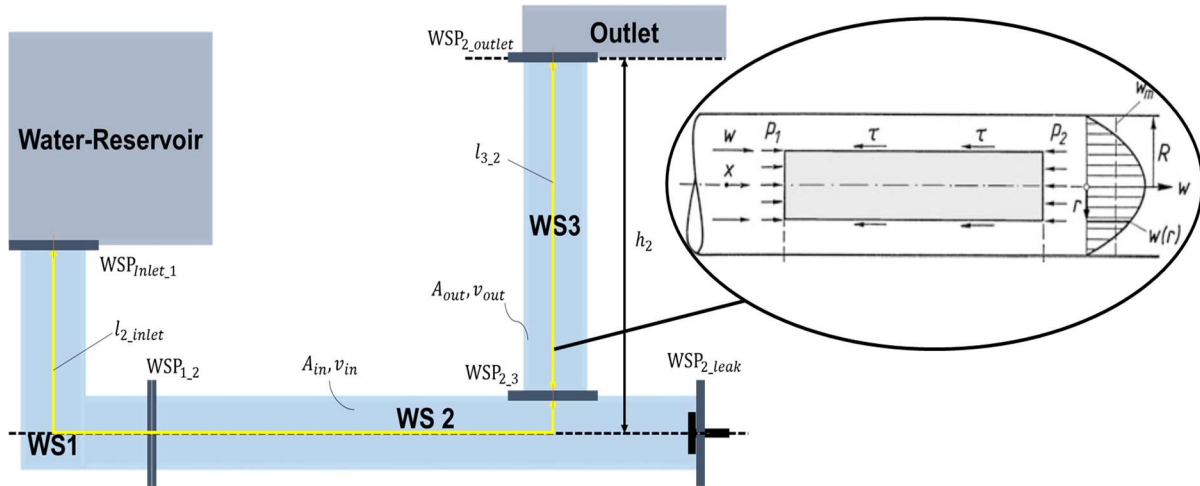 Outlet
WSP2_outlet
Water-Reservoir
l3_2
WS3
h2
WSPInlet_1
Aout, vout
l2_inlet
WSP1_2
Ain, vin
WSP2_3
WSP2_leak
WS1
WS 2
wm
w
p1
τ
τ
p2
R
x
w
r
w(r)